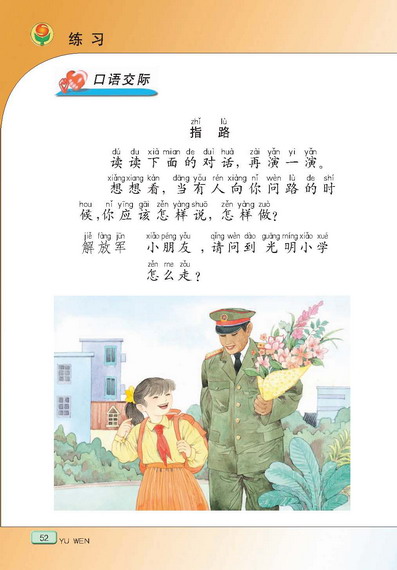 练习
口语交际
zhǐ lù
指 路
dú du xià mian de duì huà zài yǎn yi yǎn
读读下面的对话,再演一演。
xiǎngxiang kàn dāng yǒu rén xiàng nǐ wèn lù de shí
想想看,当有人向你问路的时
hou nǐ yīng gāi zěn yàng shuō zěn yàng zuò
候,你应该怎样说,怎样做?
jiě fàng jūn xiǎo péng yǒu qǐng wèn dào guāng míng xiǎo xué
解放军 小朋友,请问到光明小学
zěn me zǒu
怎么走?
52 YU WEN